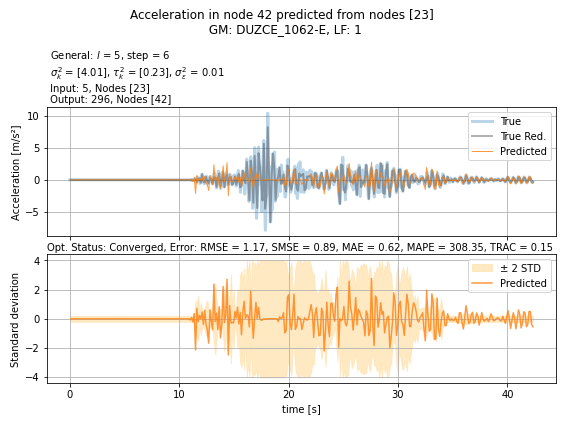 Acceleration in node 42 predicted from nodes [23]
GM: DUZCE_1062-E, LF: 1
General: l = 5, step = 6
σ²ₖ = [4.01], τ²ₖ = [0.23], σ²ε = 0.01
Input: 5, Nodes [23]
Output: 296, Nodes [42]
Acceleration [m/s²]
10
5
0
−5
True
True Red.
Predicted
Opt. Status: Converged, Error: RMSE = 1.17, SMSE = 0.89, MAE = 0.62, MAPE = 308.35, TRAC = 0.15
Standard deviation
4
2
0
−2
−4
± 2 STD
Predicted
0 10 20 30 40
time [s]